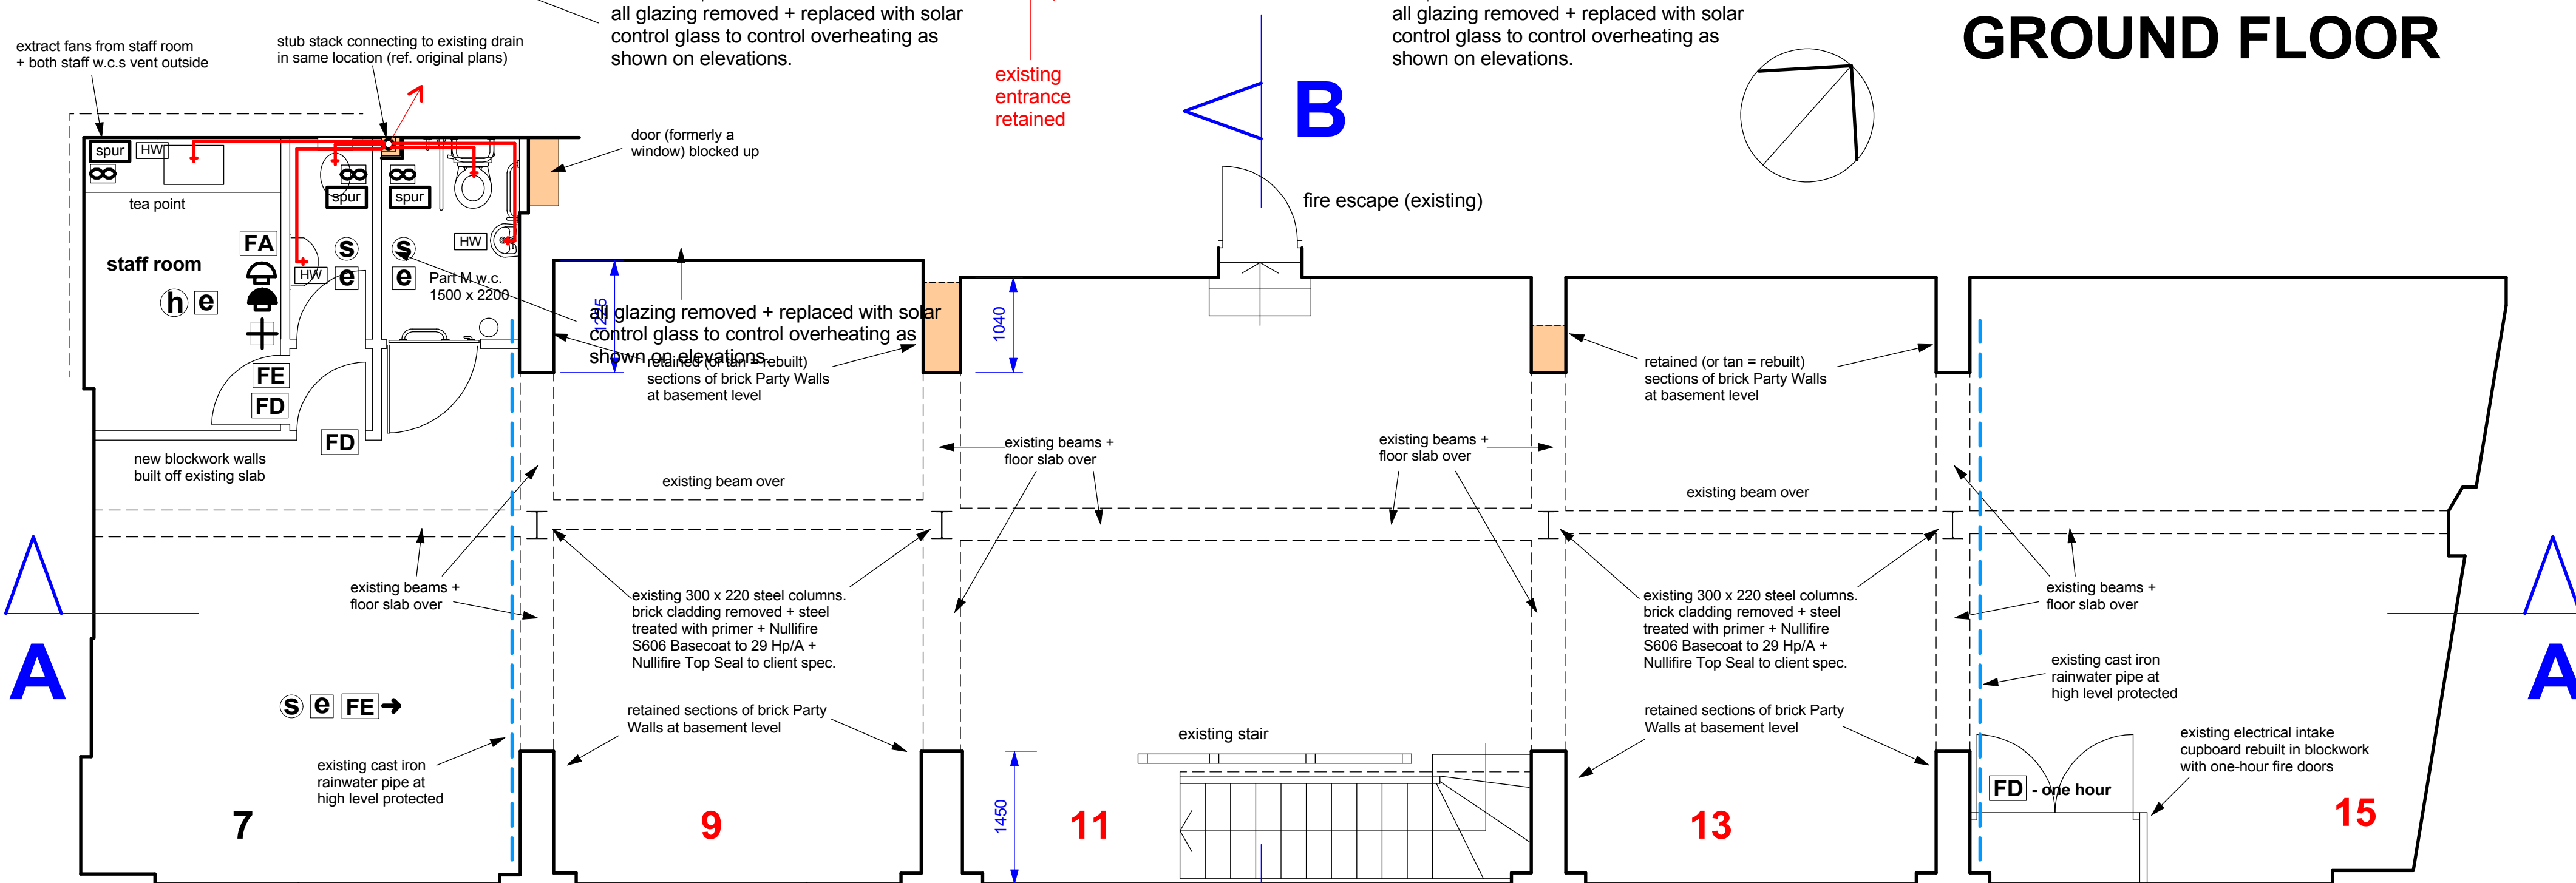 GROUND FLOOR
all glazing removed + replaced with solar
control glass to control overheating as
shown on elevations.
all glazing removed + replaced with solar
control glass to control overheating as
shown on elevations.
extract fans from staff room
+ both staff w.c.s vent outside
stub stack connecting to existing drain
in same location (ref. original plans)
existing
entrance
retained
B
door (formerly a
window) blocked up
fire escape (existing)
spur
HW
spur
spur
tea point
staff room
FA
HW
HW
s
s
e
e
h
e
Part M w.c.
1500 x 2200
FE
FD
FD
all glazing removed + replaced with solar
control glass to control overheating as
shown on elevations.
1225
1040
retained (or tan = rebuilt)
sections of brick Party Walls
at basement level
retained (or tan = rebuilt)
sections of brick Party Walls
at basement level
new blockwork walls
built off existing slab
existing beam over
existing beams +
floor slab over
existing beams +
floor slab over
existing beam over
existing beams +
floor slab over
existing 300 x 220 steel columns.
brick cladding removed + steel
treated with primer + Nullifire
S606 Basecoat to 29 Hp/A +
Nullifire Top Seal to client spec.
existing 300 x 220 steel columns.
brick cladding removed + steel
treated with primer + Nullifire
S606 Basecoat to 29 Hp/A +
Nullifire Top Seal to client spec.
existing beams +
floor slab over
A
A
s e FE
existing cast iron
rainwater pipe at
high level protected
retained sections of brick Party
Walls at basement level
existing stair
retained sections of brick Party
Walls at basement level
existing cast iron
rainwater pipe at
high level protected
existing electrical intake
cupboard rebuilt in blockwork
with one-hour fire doors
FD - one hour
1450
7
9
11
13
15